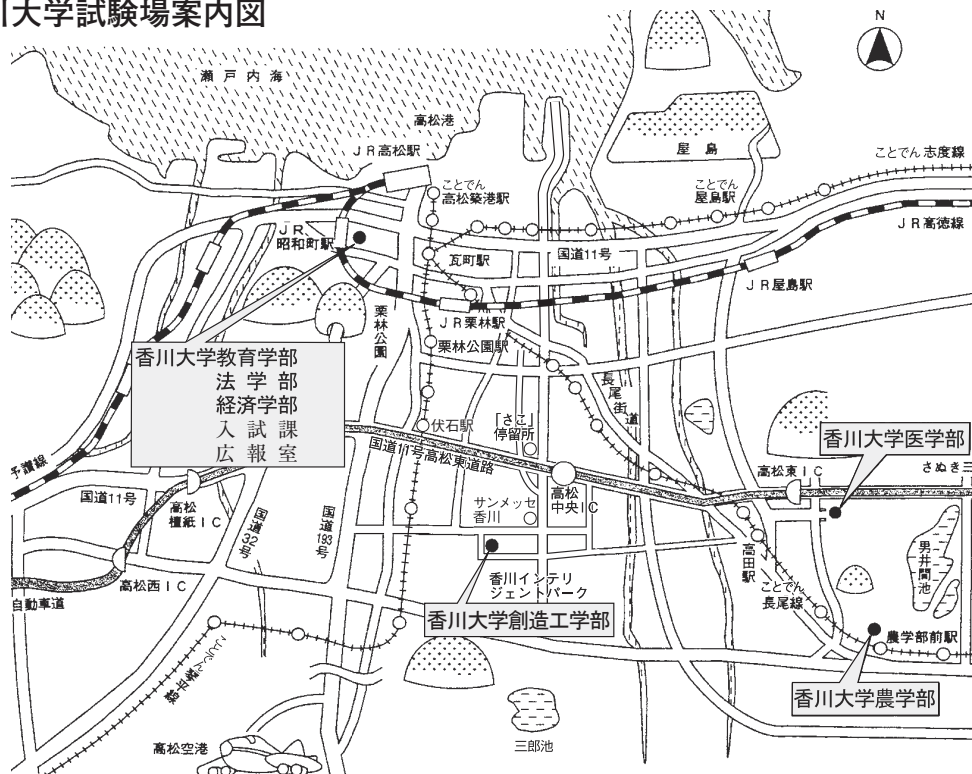 川大学試験場案内図
N
瀬戸内海
高松港
JR高松駅
ことでん
高松築港駅
屋島
ことでん 志度線
ことでん
屋島駅
JR高徳線
JR
昭和町駅
瓦町駅
国道11号
JR屋島駅
栗林公園
JR栗林駅
栗林公園駅
香川大学教育学部
法学部
経済学部
入試課
広報室
長尾街道
「さこ」
停留所
伏石駅
国道11号高松東道路
香川大学医学部
高松東IC
さぬき三
予讃線
国道11号
高松
檀紙IC
国道32号
国道193号
サンメッセ
香川
高松
中央IC
高松西IC
自動車道
香川インテリ
ジェントパーク
高田駅
ことでん
長尾線
男井間池
香川大学創造工学部
農学部前駅
香川大学農学部
ことでん琴平線
三郎池
高松空港